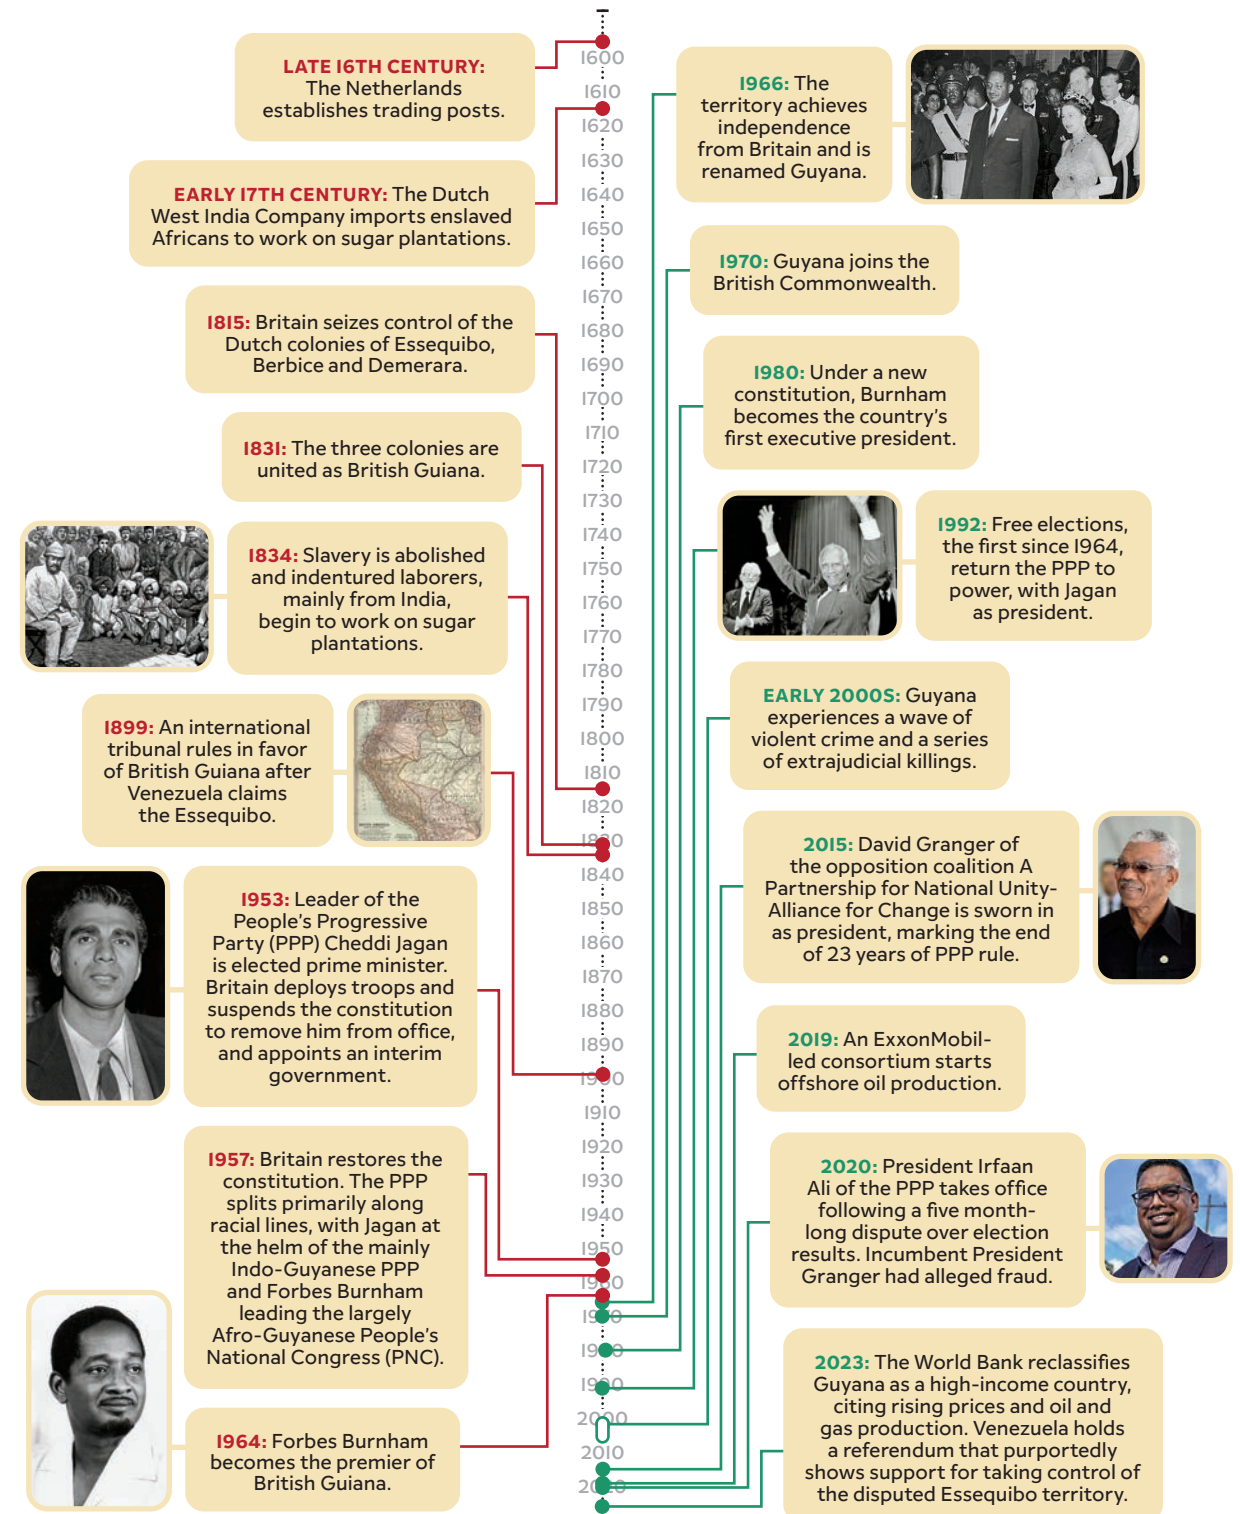 LATE 16TH CENTURY:
The Netherlands
establishes trading posts.
EARLY 17TH CENTURY: The Dutch
West India Company imports enslaved
Africans to work on sugar plantations.
1815: Britain seizes control of the
Dutch colonies of Essequibo,
Berbice and Demerara.
1831: The three colonies are
united as British Guiana.
1834: Slavery is abolished
and indentured laborers,
mainly from India,
begin to work on sugar
plantations.
1899: An international
tribunal rules in favor
of British Guiana after
Venezuela claims
the Essequibo.
1953: Leader of the
People's Progressive
Party (PPP) Cheddi Jagan
is elected prime minister.
Britain deploys troops and
suspends the constitution
to remove him from office,
and appoints an interim
government.
1957: Britain restores the
constitution. The PPP
splits primarily along
racial lines, with Jagan at
the helm of the mainly
Indo-Guyanese PPP
and Forbes Burnham
leading the largely
Afro-Guyanese People's
National Congress (PNC).
1964: Forbes Burnham
becomes the premier of
British Guiana.
1600
1610
1620
1630
1640
1650
1660
1670
1680
1690
1700
1710
1720
1730
1740
1750
1760
1770
1780
1790
1800
1810
1820
1830
1840
1850
1860
1870
1880
1890
1900
1910
1920
1930
1940
1950
1960
1970
1980
1990
2000
2010
2020
1966: The
territory achieves
independence
from Britain and is
renamed Guyana.
1970: Guyana joins the
British Commonwealth.
1980: Under a new
constitution, Burnham
becomes the country's
first executive president.
1992: Free elections,
the first since 1964,
return the PPP to
power, with Jagan
as president.
EARLY 2000S: Guyana
experiences a wave of
violent crime and a series
of extrajudicial killings.
2015: David Granger of
the opposition coalition A
Partnership for National Unity-
Alliance for Change is sworn in
as president, marking the end
of 23 years of PPP rule.
2019: An ExxonMobil-
led consortium starts
offshore oil production.
2020: President Irfaan
Ali of the PPP takes office
following a five month-
long dispute over election
results. Incumbent President
Granger had alleged fraud.
2023: The World Bank reclassifies
Guyana as a high-income country,
citing rising prices and oil and
gas production. Venezuela holds
a referendum that purportedly
shows support for taking control of
the disputed Essequibo territory.